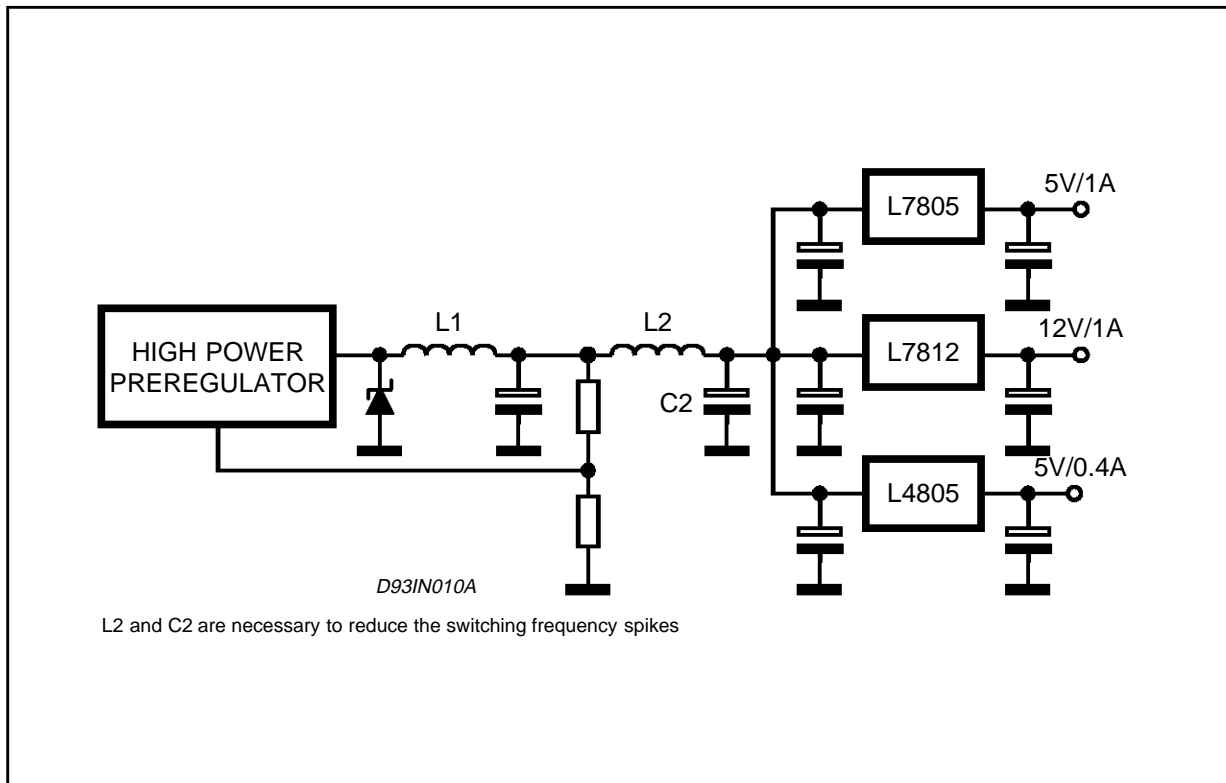 5V/1A
L7805
L1
L2
12V/1A
HIGH POWER
PREREGULATOR
L7812
C2
5V/0.4A
L4805
D93IN010A
L2 and C2 are necessary to reduce the switching frequency spikes